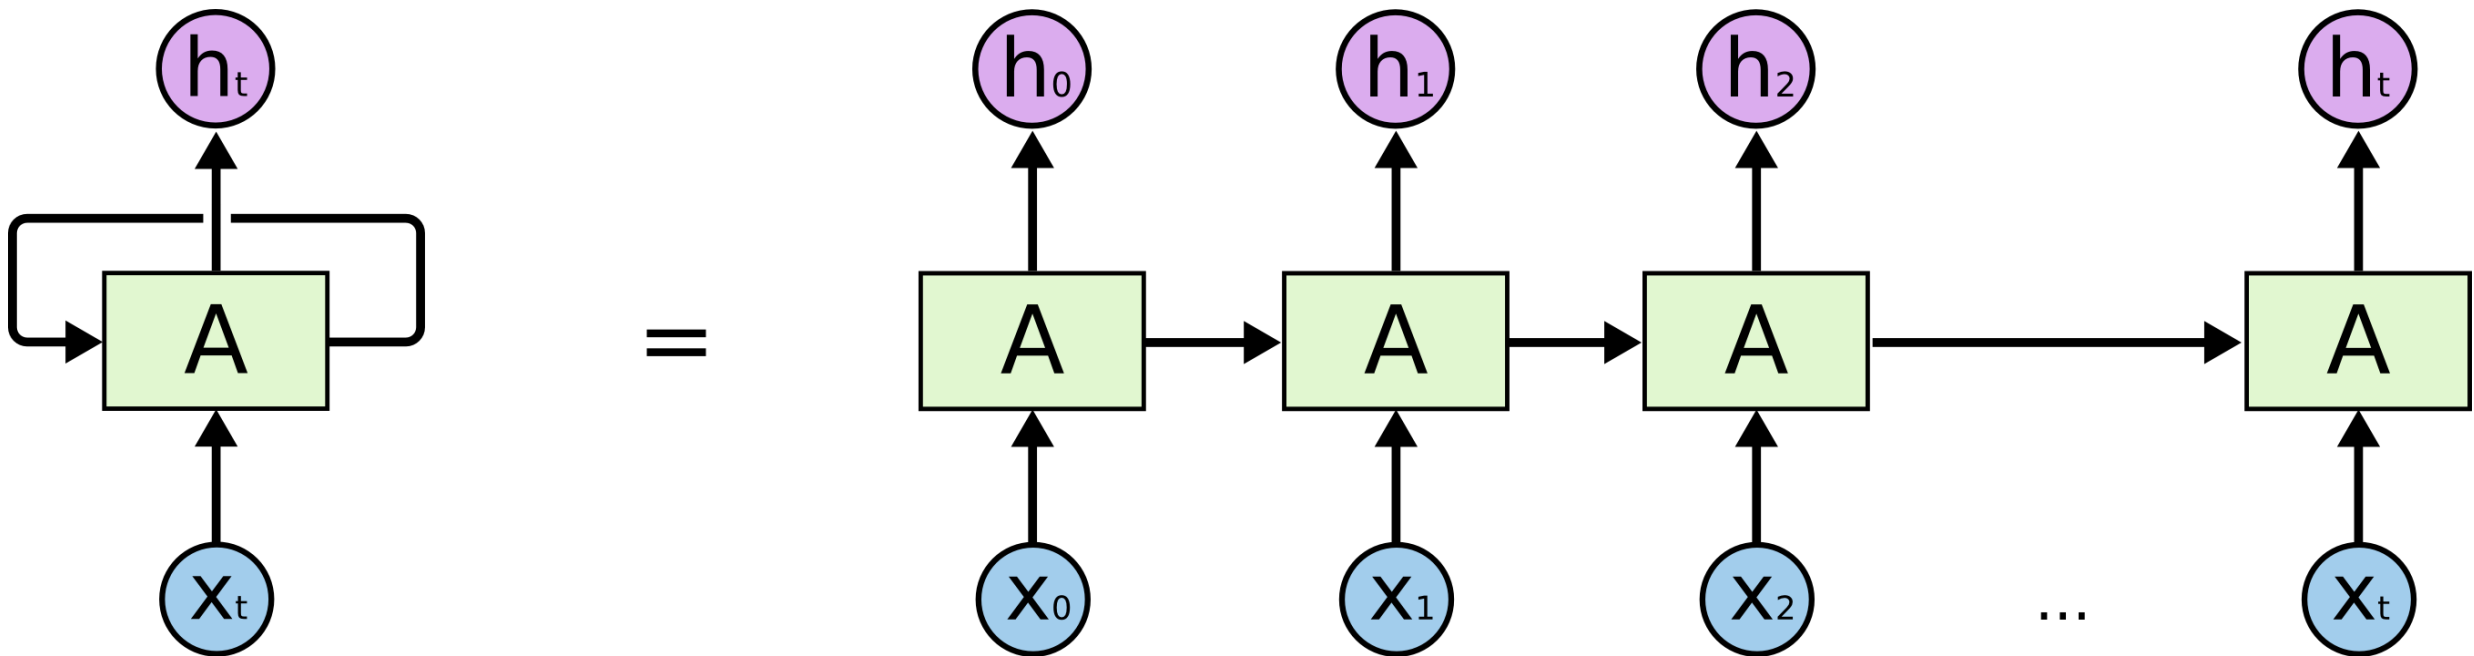 ht h0 h1 h2 ht
A = A A A A
xt x0 x1 x2 ... xt